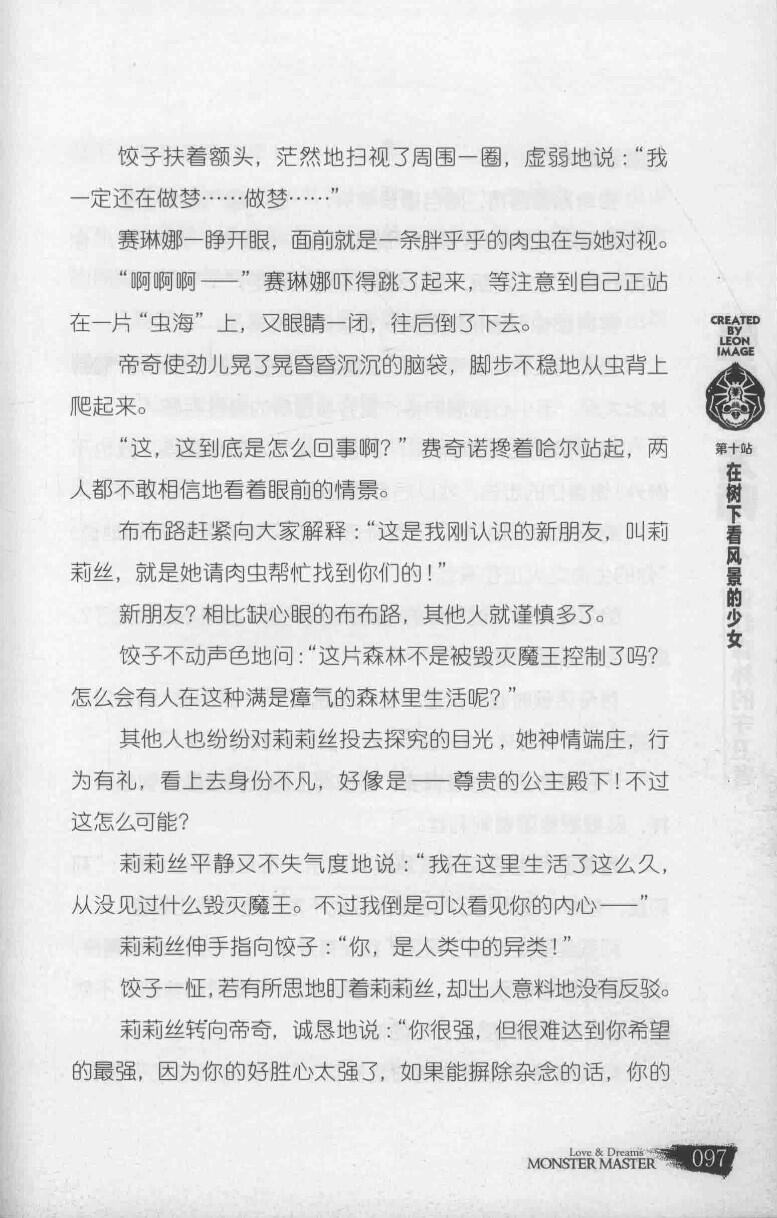 饺子扶着额头，茫然地扫视了周围一圈，虚弱地说：“我
一定还在做梦……做梦……”
赛琳娜一睁开眼，面前就是一条胖乎乎的肉虫在与她对视。
“啊啊啊——”赛琳娜吓得跳了起来，等注意到自己正站
在一片“虫海”上，又眼睛一闭，往后倒了下去。
帝奇使劲儿晃了晃昏昏沉沉的脑袋，脚步不稳地从虫背上
爬起来。
“这，这到底是怎么回事啊？”费奇诺搀着哈尔站起，两
人都不敢相信地看着眼前的情景。
布布路赶紧向大家解释：“这是我刚认识的新朋友，叫莉
莉丝，就是她请肉虫帮忙找到你们的！”
新朋友？相比缺心眼的布布路，其他人就谨慎多了。
饺子不动声色地问：“这片森林不是被毁灭魔王控制了吗？
怎么会有人在这种满是瘴气的森林里生活呢？”
其他人也纷纷对莉莉丝投去探究的目光，她神情端庄，行
为有礼，看上去身份不凡，好像是——尊贵的公主殿下！不过
这怎么可能？
莉莉丝平静又不失气度地说：“我在这里生活了这么久，
从没见过什么毁灭魔王。不过我倒是可以看见你的内心——”
莉莉丝伸手指向饺子：“你，是人类中的异类！”
饺子一怔，若有所思地盯着莉莉丝，却出人意料地没有反驳。
莉莉丝转向帝奇，诚恳地说：“你很强，但很难达到你希望
的最强，因为你的好胜心太强了，如果能摒除杂念的话，你的
CREATED
BY
LEON
IMAGE
第十站
在树下看风景的少女
Love & Dreams
MONSTER MASTER
097